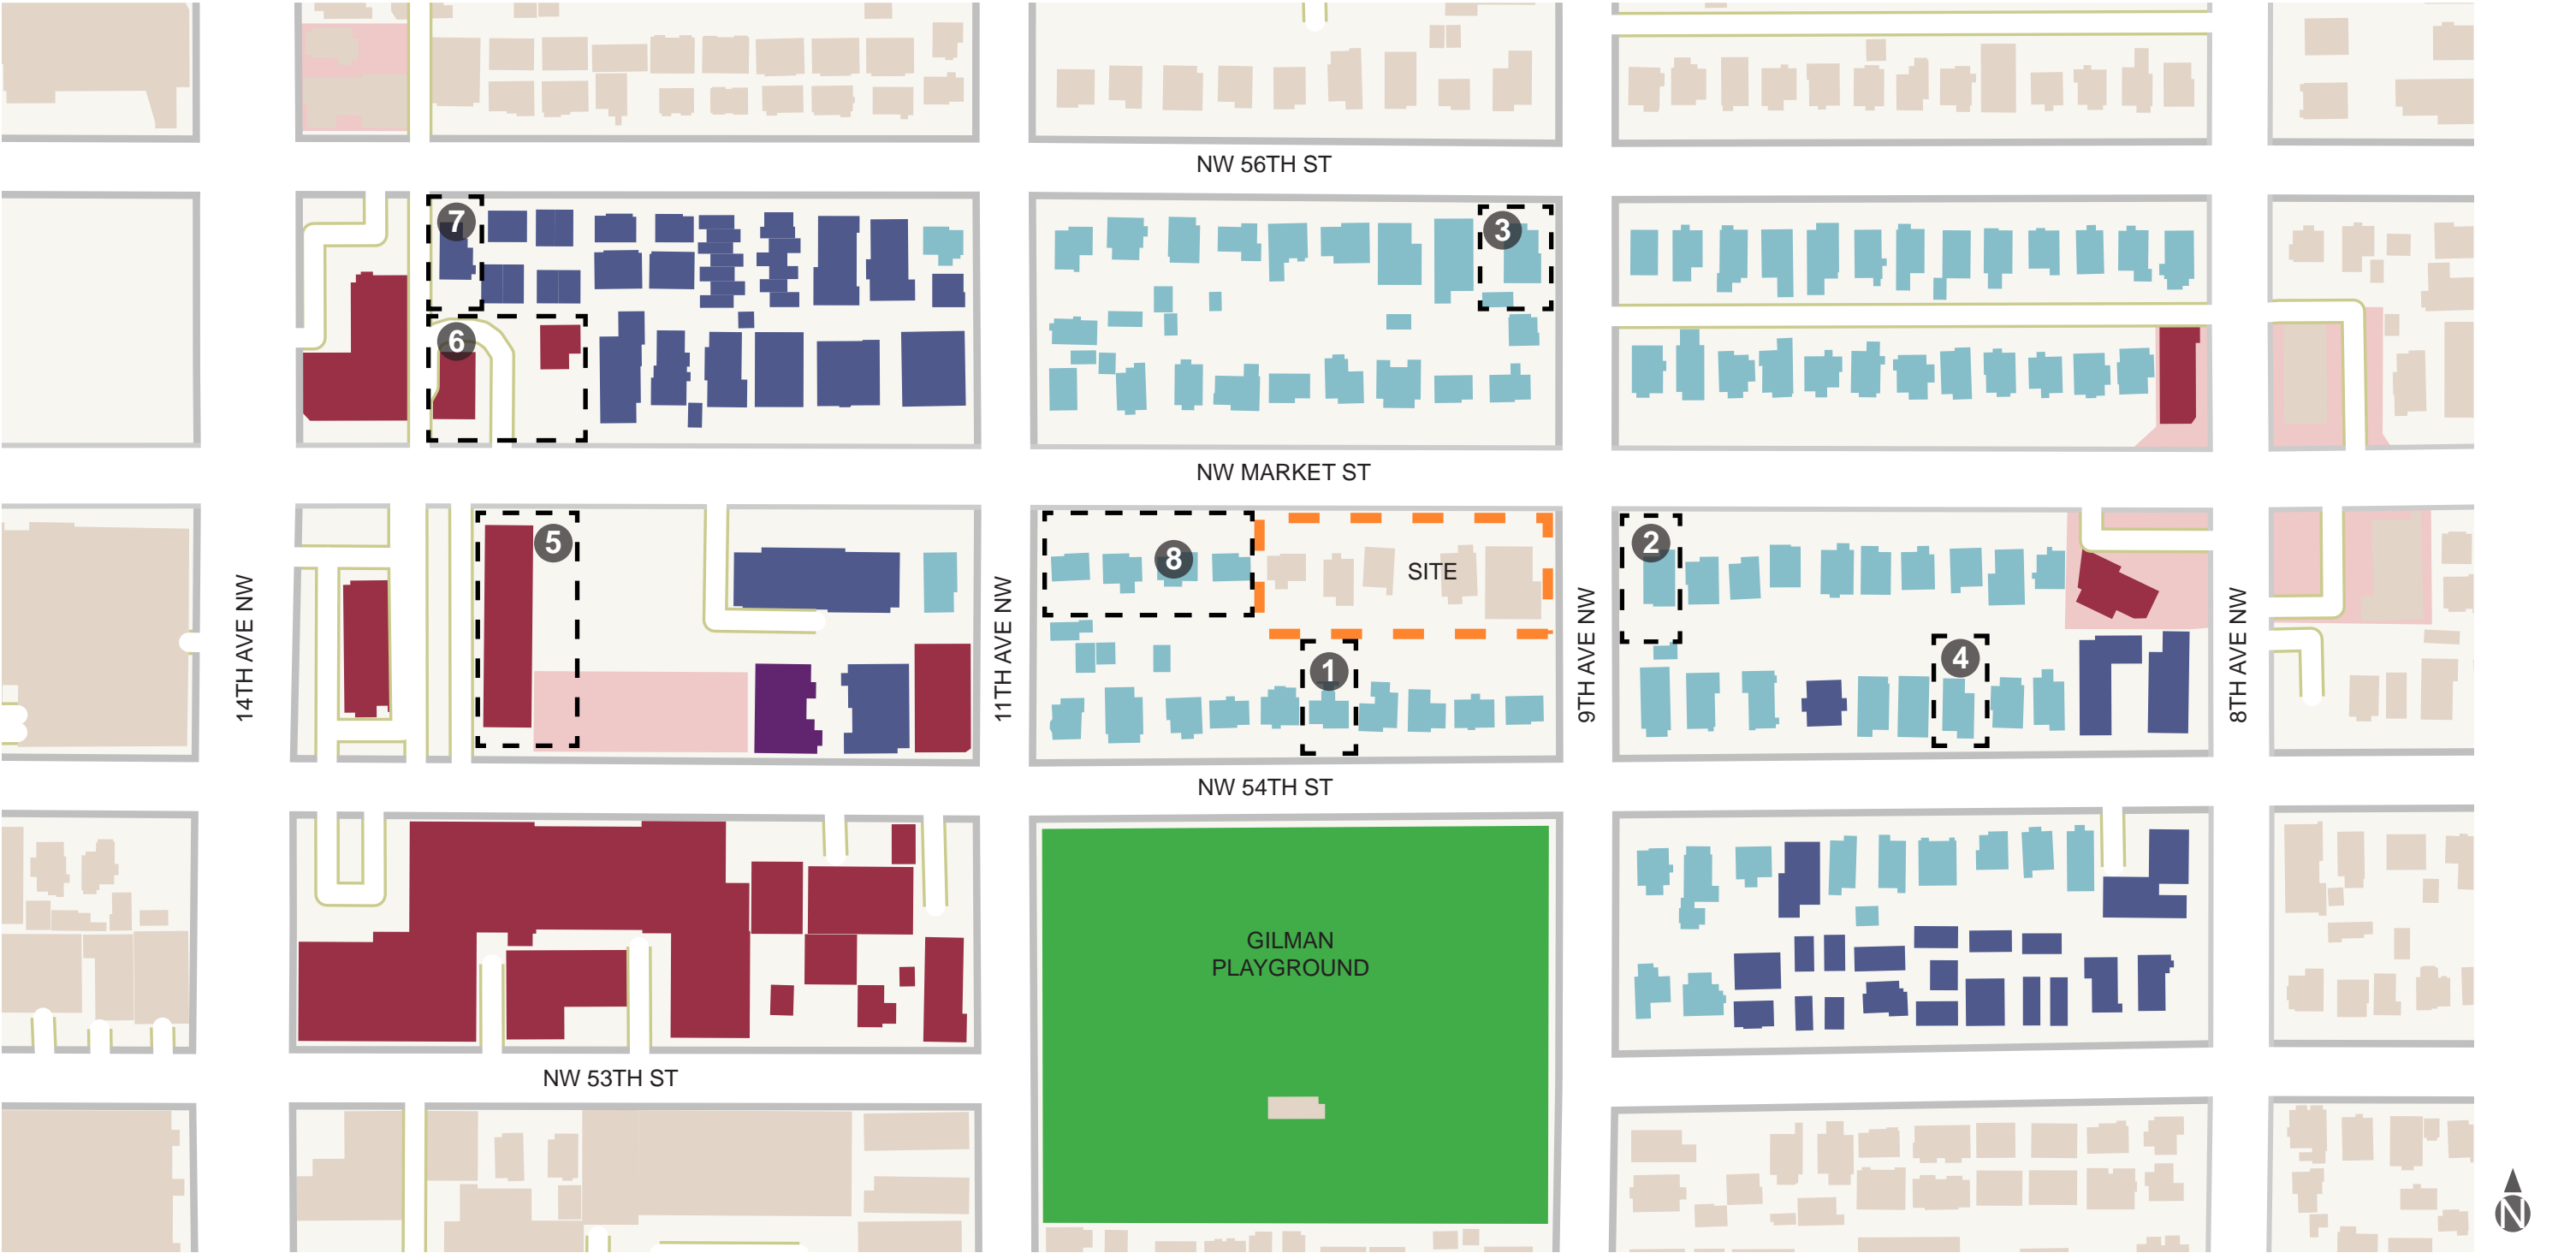 NW 56TH ST
7
3
6
NW MARKET ST
5
8
SITE
2
14TH AVE NW
11TH AVE NW
9TH AVE NW
8TH AVE NW
1
4
NW 54TH ST
GILMAN
PLAYGROUND
NW 53TH ST
N